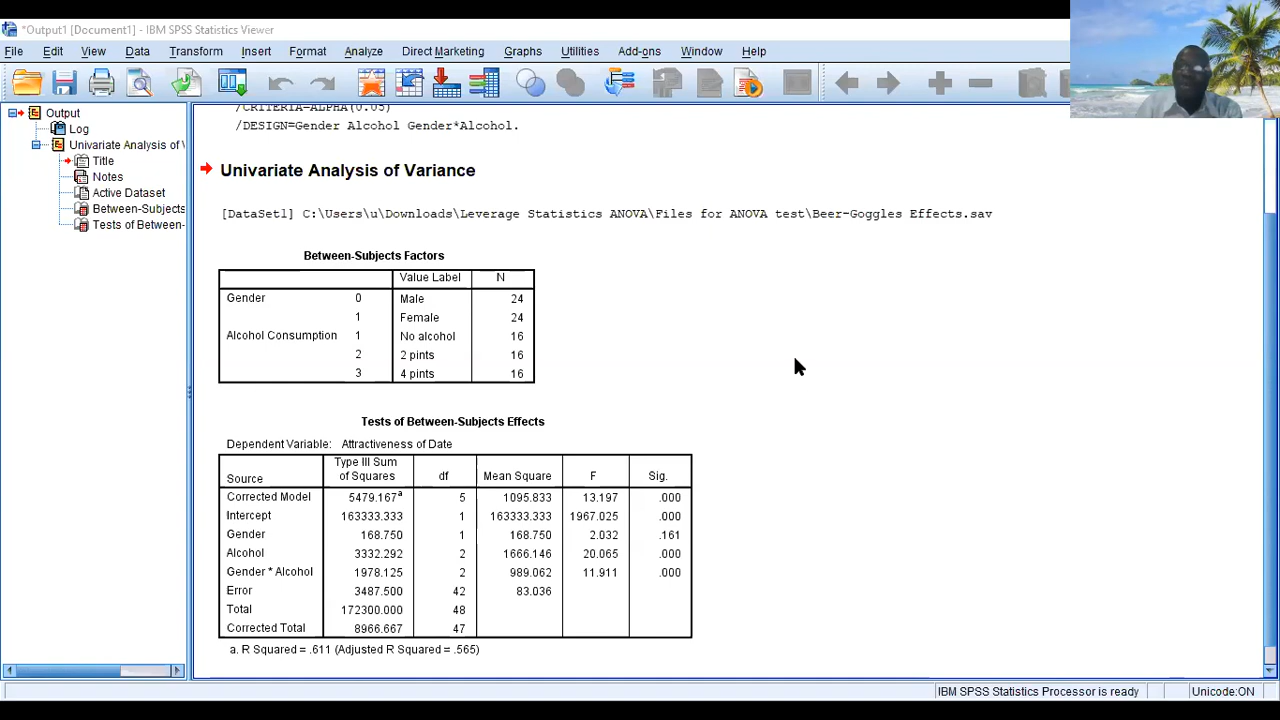 *Output1 [Document1] - IBM SPSS Statistics Viewer
File Edit View Data Transform Insert Format Analyze Direct Marketing Graphs Utilities Add-ons Window Help
Output
Log
Univariate Analysis of V
Title
Notes
Active Dataset
Between-Subjects
Tests of Between-
/CRITERIA=ALPHA(0.05)
/DESIGN=Gender Alcohol Gender*Alcohol.
Univariate Analysis of Variance
[DataSet1] C:\Users\u\Downloads\Leverage Statistics ANOVA\Files for ANOVA test\Beer-Goggles Effects.sav
Between-Subjects Factors
Value Label N
Gender 0 Male 24
1 Female 24
Alcohol Consumption 1 No alcohol 16
2 2 pints 16
3 4 pints 16
Tests of Between-Subjects Effects
Dependent Variable: Attractiveness of Date
Source Type III Sum of Squares df Mean Square F Sig.
Corrected Model 5479.167a 5 1095.833 13.197 .000
Intercept 163333.333 1 163333.333 1967.025 .000
Gender 168.750 1 168.750 2.032 .161
Alcohol 3332.292 2 1666.146 20.065 .000
Gender * Alcohol 1978.125 2 989.062 11.911 .000
Error 3487.500 42 83.036
Total 172300.000 48
Corrected Total 8966.667 47
a. R Squared = .611 (Adjusted R Squared = .565)
IBM SPSS Statistics Processor is ready Unicode:ON